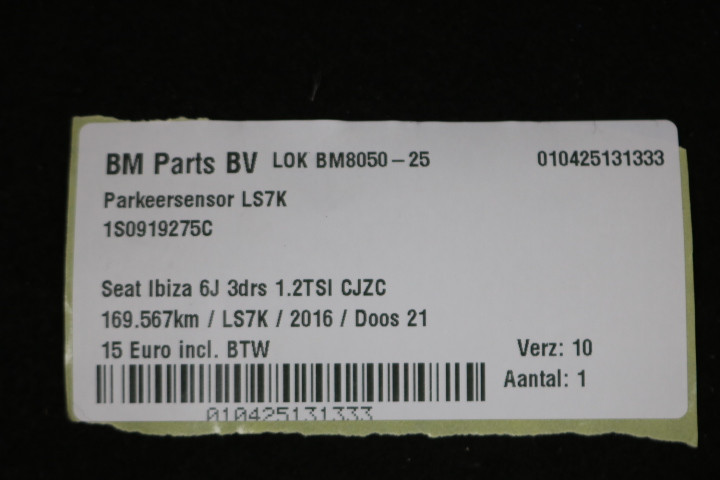 BM Parts BV LOK BM8050-25 010425131333
Parkeersensor LS7K
1S0919275C
Seat Ibiza 6J 3drs 1.2TSI CJZC
169.567km / LS7K / 2016 / Doos 21
15 Euro incl. BTW Verz: 10
Aantal: 1
010425131333